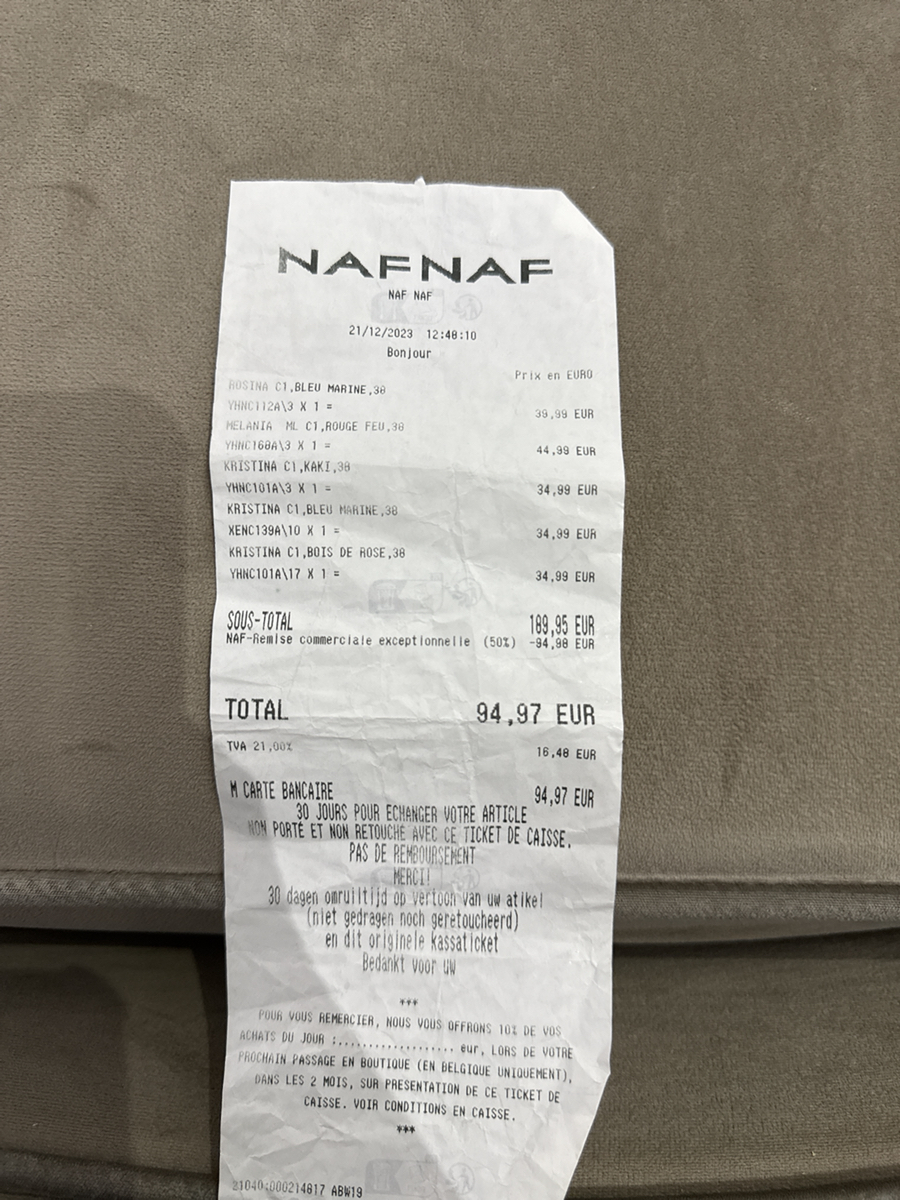 NAFNAF
NAF NAF
21/12/2023 12:48:10
Bonjour
Prix en EURO
ROSINA C1,BLEU MARINE,38
YHNC112A\3 X 1 = 39,99 EUR
MELANIA ML C1,ROUGE FEU,38
YHNC168A\3 X 1 = 44,99 EUR
KRISTINA C1,KAKI,38
YHNC101A\3 X 1 = 34,99 EUR
KRISTINA C1,BLEU MARINE,38
XENC139A\10 X 1 = 34,99 EUR
KRISTINA C1,BOIS DE ROSE,38
YHNC101A\17 X 1 = 34,99 EUR
SOUS-TOTAL 189,95 EUR
NAF-Remise commerciale exceptionnelle (50%) -94,98 EUR
TOTAL 94,97 EUR
TVA 21,00% 16,48 EUR
M CARTE BANCAIRE 94,97 EUR
30 JOURS POUR ECHANGER VOTRE ARTICLE
NON PORTÉ ET NON RETOUCHÉ AVEC CE TICKET DE CAISSE.
PAS DE REMBOURSEMENT
MERCI!
30 dagen omruiltijd op vertoon van uw atikel
(niet gedragen noch geretoucheerd)
en dit originele kassaticket
Bedankt voor uw
***
POUR VOUS REMERCIER, NOUS VOUS OFFRONS 10% DE VOS
ACHATS DU JOUR :................... eur, LORS DE VOTRE
PROCHAIN PASSAGE EN BOUTIQUE (EN BELGIQUE UNIQUEMENT),
DANS LES 2 MOIS, SUR PRESENTATION DE CE TICKET DE
CAISSE. VOIR CONDITIONS EN CAISSE.
***
21040:000214817 ABW19